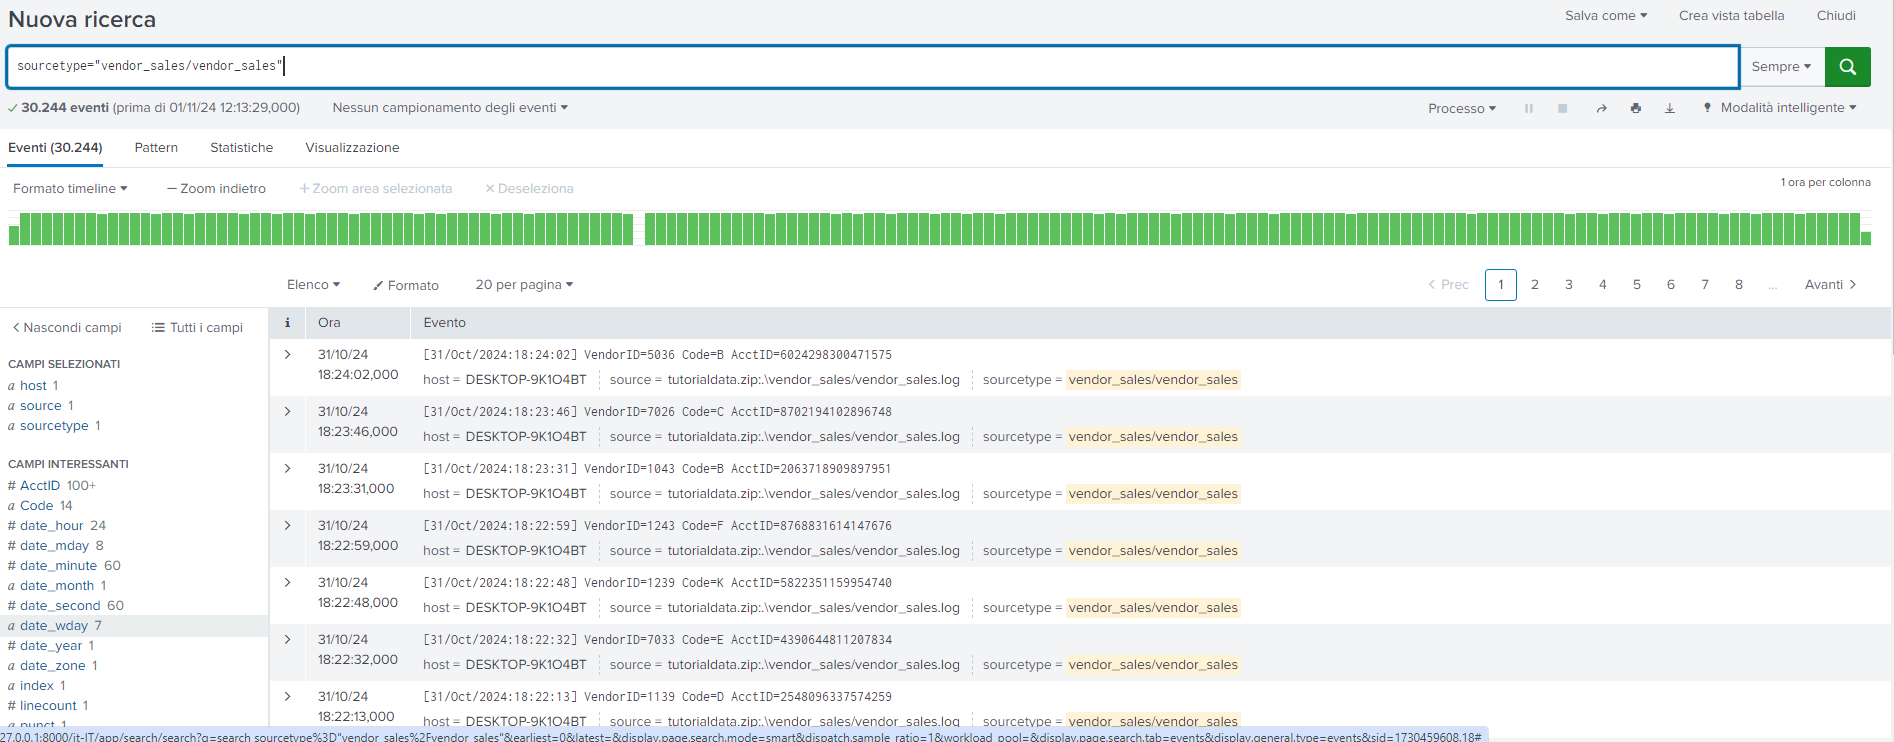 Nuova ricerca
Salva come Crea vista tabella Chiudi
sourcetype="vendor_sales/vendor_sales"
Sempre
30.244 eventi (prima di 01/11/24 12:13:29,000) Nessun campionamento degli eventi
Processo Modalità intelligente
Eventi (30.244) Pattern Statistiche Visualizzazione
Formato timeline — Zoom indietro + Zoom area selezionata × Deseleziona
1 ora per colonna
Elenco Formato 20 per pagina
< Prec 1 2 3 4 5 6 7 8 ... Avanti >
< Nascondi campi Tutti i campi
i Ora Evento
CAMPI SELEZIONATI
a host 1
a source 1
a sourcetype 1
CAMPI INTERESSANTI
# AcctID 100+
a Code 14
# date_hour 24
# date_mday 8
# date_minute 60
a date_month 1
# date_second 60
a date_wday 7
# date_year 1
a date_zone 1
a index 1
# linecount 1
a punct 1
> 31/10/24 [31/Oct/2024:18:24:02] VendorID=5036 Code=B AcctID=6024298300471575
18:24:02,000 host = DESKTOP-9K1O4BT source = tutorialdata.zip:.\vendor_sales/vendor_sales.log sourcetype = vendor_sales/vendor_sales
> 31/10/24 [31/Oct/2024:18:23:46] VendorID=7026 Code=C AcctID=8702194102896748
18:23:46,000 host = DESKTOP-9K1O4BT source = tutorialdata.zip:.\vendor_sales/vendor_sales.log sourcetype = vendor_sales/vendor_sales
> 31/10/24 [31/Oct/2024:18:23:31] VendorID=1043 Code=B AcctID=2063718909897951
18:23:31,000 host = DESKTOP-9K1O4BT source = tutorialdata.zip:.\vendor_sales/vendor_sales.log sourcetype = vendor_sales/vendor_sales
> 31/10/24 [31/Oct/2024:18:22:59] VendorID=1243 Code=F AcctID=8768831614147676
18:22:59,000 host = DESKTOP-9K1O4BT source = tutorialdata.zip:.\vendor_sales/vendor_sales.log sourcetype = vendor_sales/vendor_sales
> 31/10/24 [31/Oct/2024:18:22:48] VendorID=1239 Code=K AcctID=5822351159954740
18:22:48,000 host = DESKTOP-9K1O4BT source = tutorialdata.zip:.\vendor_sales/vendor_sales.log sourcetype = vendor_sales/vendor_sales
> 31/10/24 [31/Oct/2024:18:22:32] VendorID=7033 Code=E AcctID=4390644811207834
18:22:32,000 host = DESKTOP-9K1O4BT source = tutorialdata.zip:.\vendor_sales/vendor_sales.log sourcetype = vendor_sales/vendor_sales
> 31/10/24 [31/Oct/2024:18:22:13] VendorID=1139 Code=D AcctID=2548096337574259
18:22:13,000 host = DESKTOP-9K1O4BT source = tutorialdata.zip:.\vendor_sales/vendor_sales.log sourcetype = vendor_sales/vendor_sales
27.0.0.1:8000/it-IT/app/search/search?q=search sourcetype%3D"vendor_sales%2Fvendor_sales"&earliest=0&latest=&display.page.search.mode=smart&dispatch.sample_ratio=1&workload_pool=&display.page.search.tab=events&display.general.type=events&sid=1730459608.18#